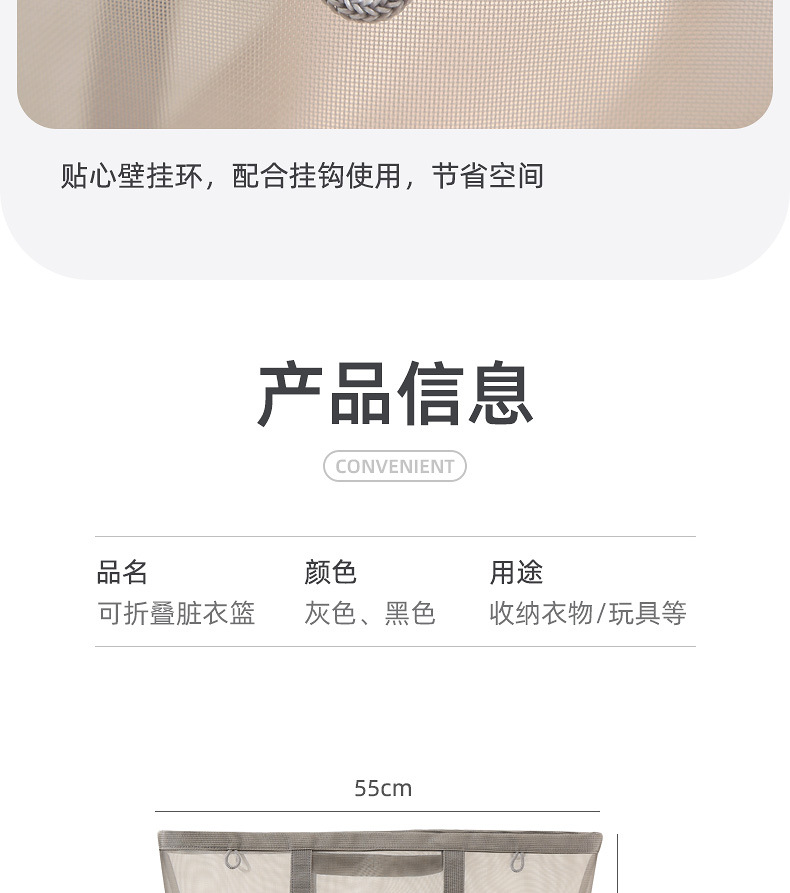 贴心壁挂环，配合挂钩使用，节省空间
产品信息
CONVENIENT
品名 颜色 用途
可折叠脏衣篮 灰色、黑色 收纳衣物/玩具等
55cm